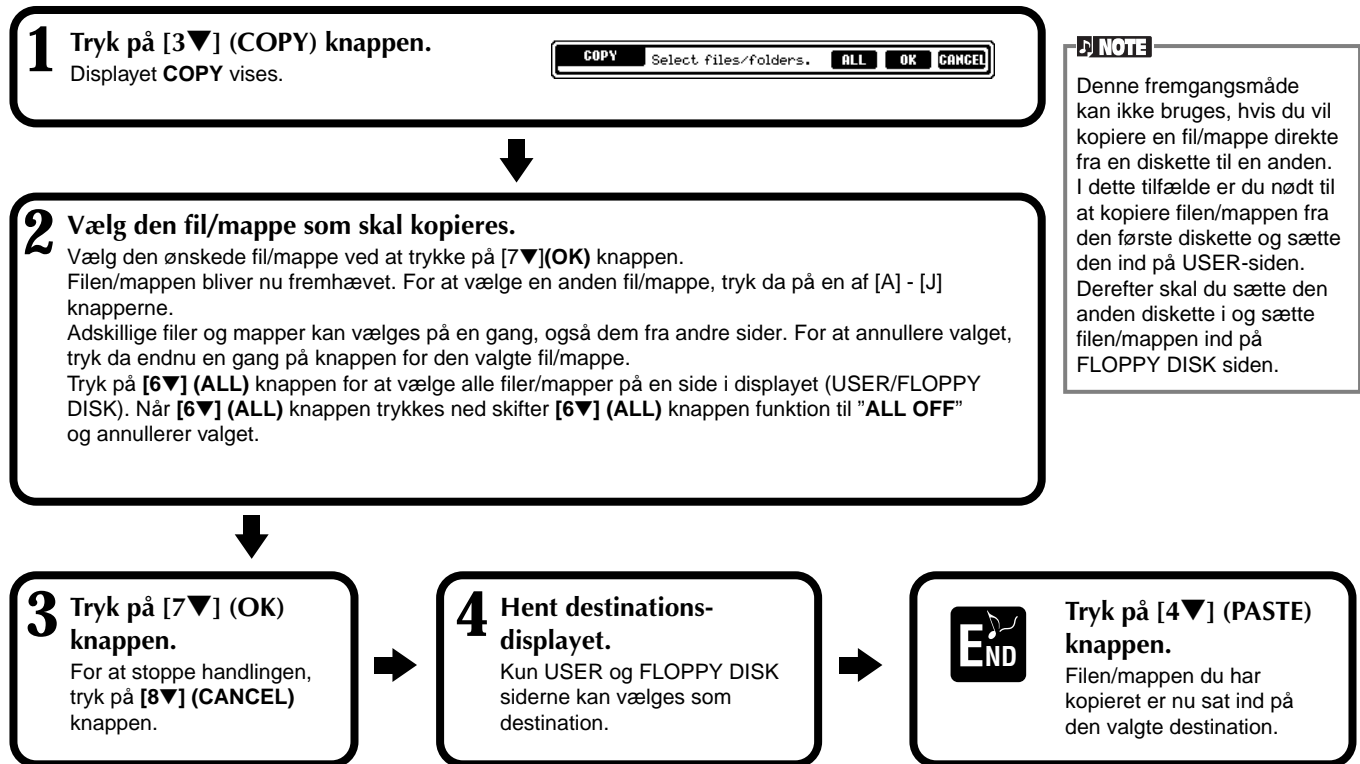 1 Tryk på [3▼] (COPY) knappen.
Displayet COPY vises.
COPY Select files/folders. ALL OK CANCEL
♪ NOTE
Denne fremgangsmåde
kan ikke bruges, hvis du vil
kopiere en fil/mappe direkte
fra en diskette til en anden.
I dette tilfælde er du nødt til
at kopiere filen/mappen fra
den første diskette og sætte
den ind på USER-siden.
Derefter skal du sætte den
anden diskette i og sætte
filen/mappen ind på
FLOPPY DISK siden.
2 Vælg den fil/mappe som skal kopieres.
Vælg den ønskede fil/mappe ved at trykke på [7▼](OK) knappen.
Filen/mappen bliver nu fremhævet. For at vælge en anden fil/mappe, tryk da på en af [A] - [J]
knapperne.
Adskillige filer og mapper kan vælges på en gang, også dem fra andre sider. For at annullere valget,
tryk da endnu en gang på knappen for den valgte fil/mappe.
Tryk på [6▼] (ALL) knappen for at vælge alle filer/mapper på en side i displayet (USER/FLOPPY
DISK). Når [6▼] (ALL) knappen trykkes ned skifter [6▼] (ALL) knappen funktion til ”ALL OFF”
og annullerer valget.
3 Tryk på [7▼] (OK)
knappen.
For at stoppe handlingen,
tryk på [8▼] (CANCEL)
knappen.
4 Hent destinations-
displayet.
Kun USER og FLOPPY DISK
siderne kan vælges som
destination.
END
Tryk på [4▼] (PASTE)
knappen.
Filen/mappen du har
kopieret er nu sat ind på
den valgte destination.